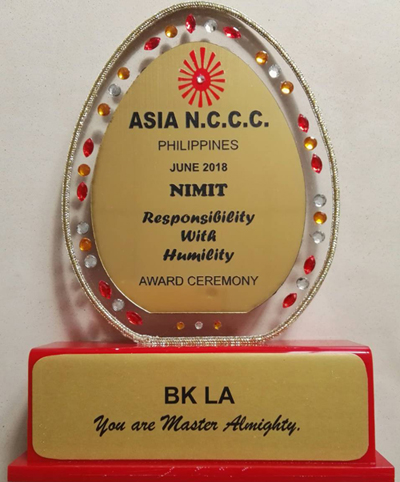 ASIA N.C.C.C.
PHILIPPINES
JUNE 2018
NIMIT
Responsibility
With
Humility
AWARD CEREMONY
BK LA
You are Master Almighty.